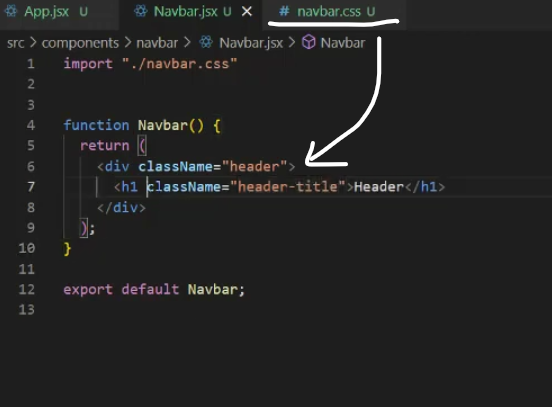 App.jsx U Navbar.jsx U # navbar.css U
src > components > navbar > Navbar.jsx > Navbar
1 import "./navbar.css"
2
3
4 function Navbar() {
5 return (
6 <div className="header">
7 <h1 className="header-title">Header</h1>
8 </div>
9 );
10 }
11
12 export default Navbar;
13